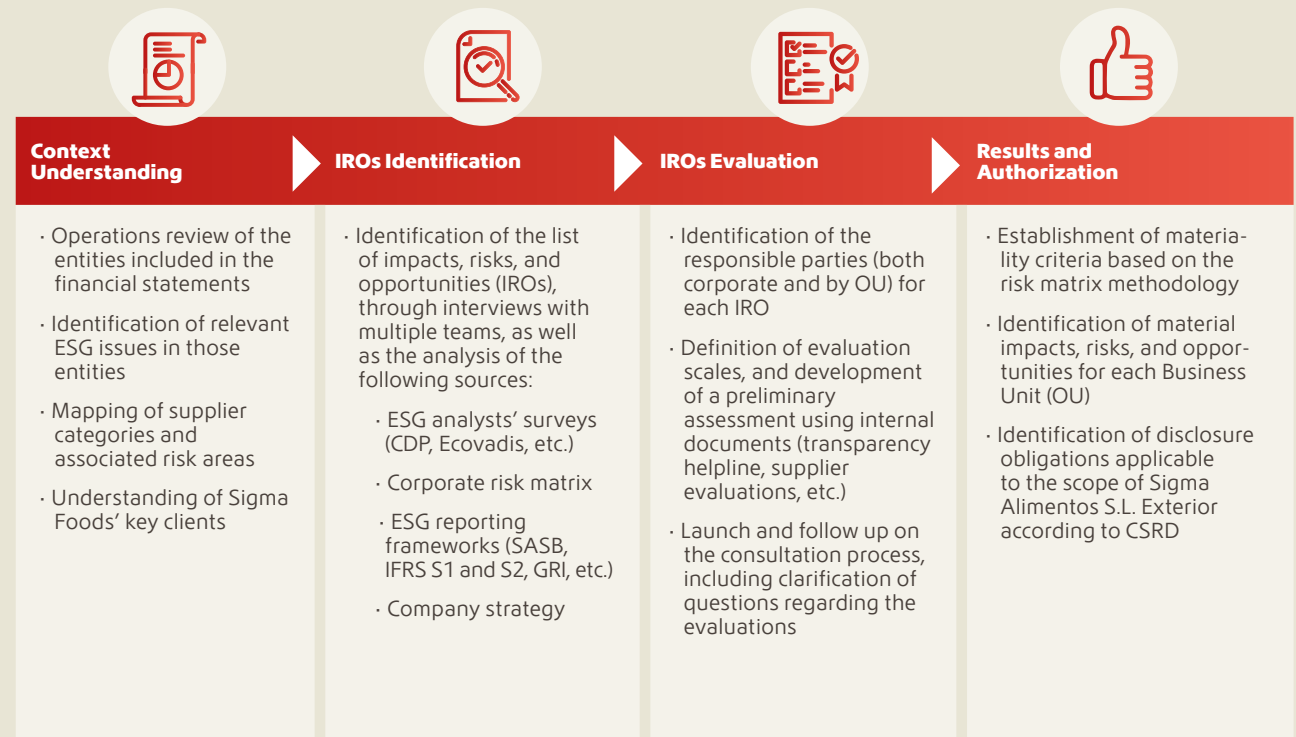 Context
Understanding
IROs Identification
IROs Evaluation
Results and
Authorization
· Operations review of the
entities included in the
financial statements
· Identification of relevant
ESG issues in those
entities
· Mapping of supplier
categories and
associated risk areas
· Understanding of Sigma
Foods’ key clients
· Identification of the list
of impacts, risks, and
opportunities (IROs),
through interviews with
multiple teams, as well
as the analysis of the
following sources:
· ESG analysts’ surveys
(CDP, Ecovadis, etc.)
· Corporate risk matrix
· ESG reporting
frameworks (SASB,
IFRS S1 and S2, GRI, etc.)
· Company strategy
· Identification of the
responsible parties (both
corporate and by OU) for
each IRO
· Definition of evaluation
scales, and development
of a preliminary
assessment using internal
documents (transparency
helpline, supplier
evaluations, etc.)
· Launch and follow up on
the consultation process,
including clarification of
questions regarding the
evaluations
· Establishment of materia-
lity criteria based on the
risk matrix methodology
· Identification of material
impacts, risks, and oppor-
tunities for each Business
Unit (OU)
· Identification of disclosure
obligations applicable
to the scope of Sigma
Alimentos S.L. Exterior
according to CSRD